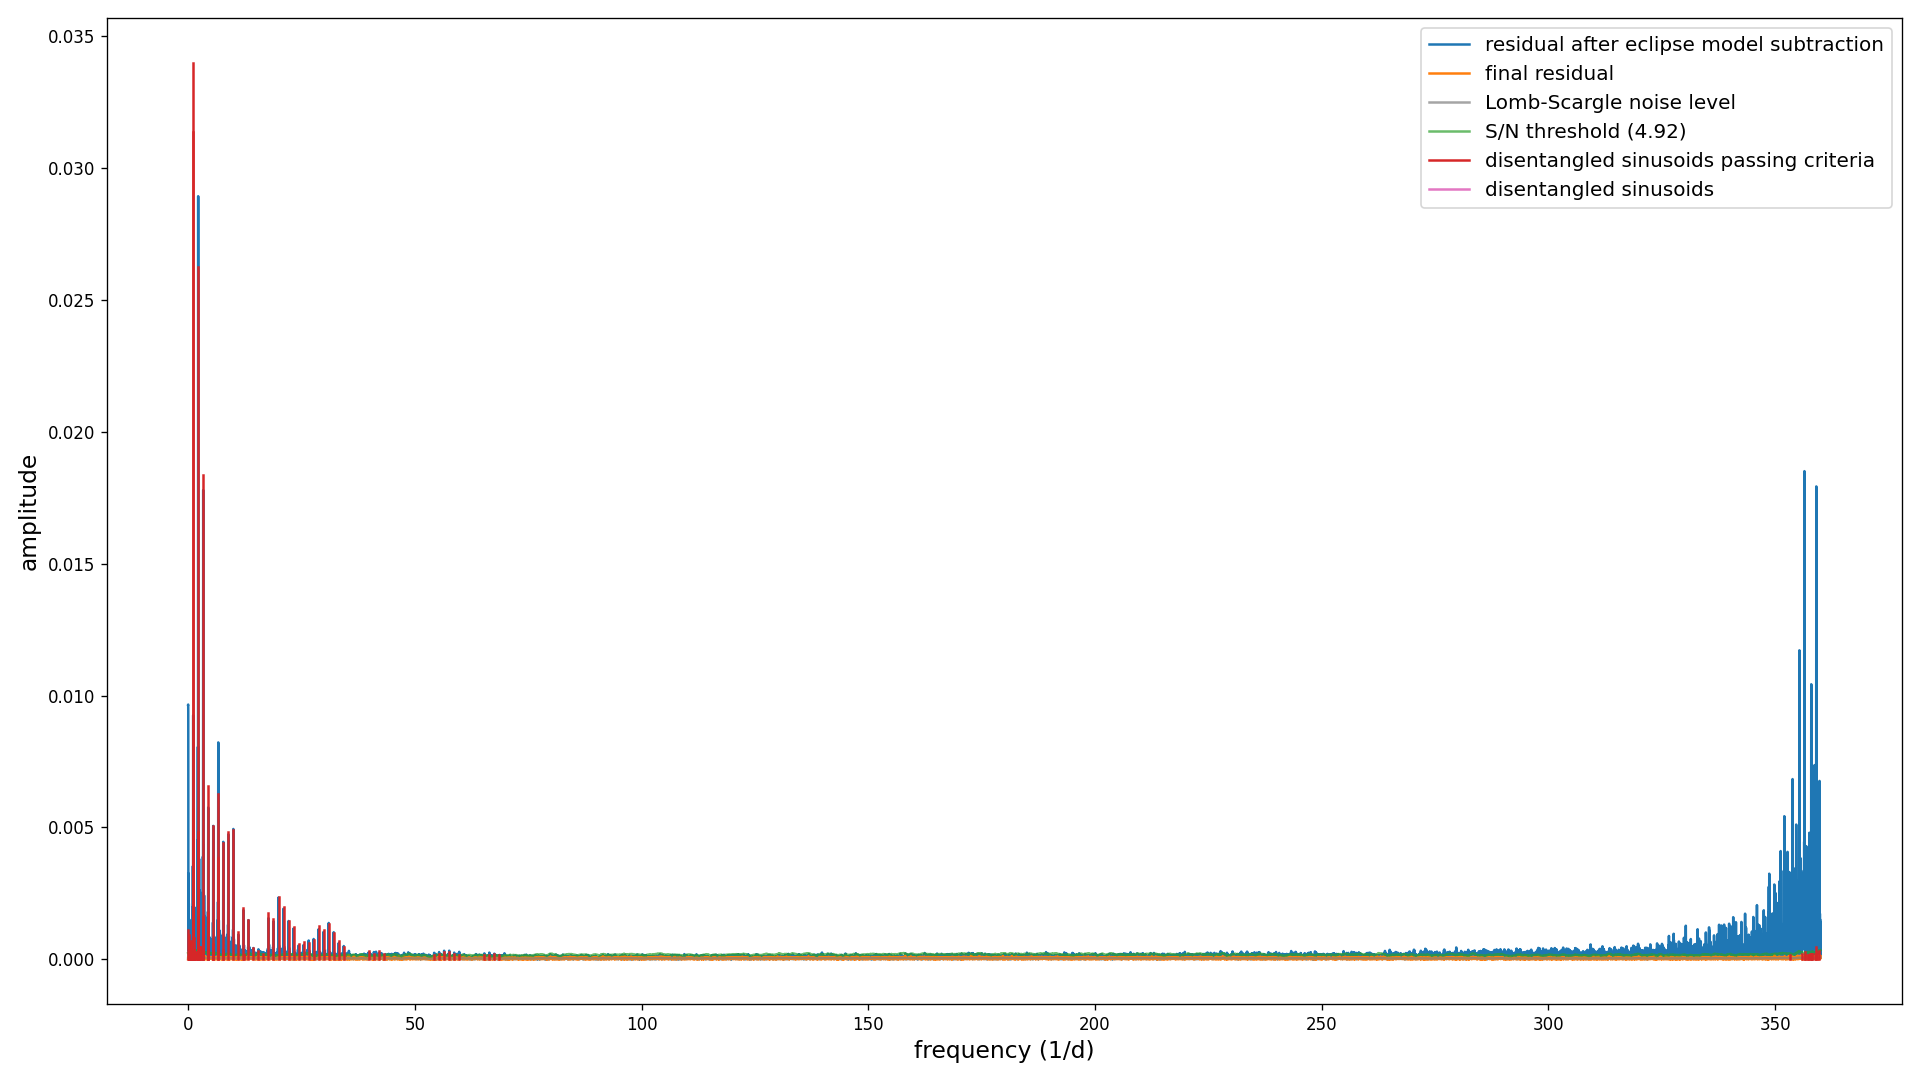 residual after eclipse model subtraction
final residual
Lomb-Scargle noise level
S/N threshold (4.92)
disentangled sinusoids passing criteria
disentangled sinusoids
amplitude
0.035
0.030
0.025
0.020
0.015
0.010
0.005
0.000
0 50 100 150 200 250 300 350
frequency (1/d)